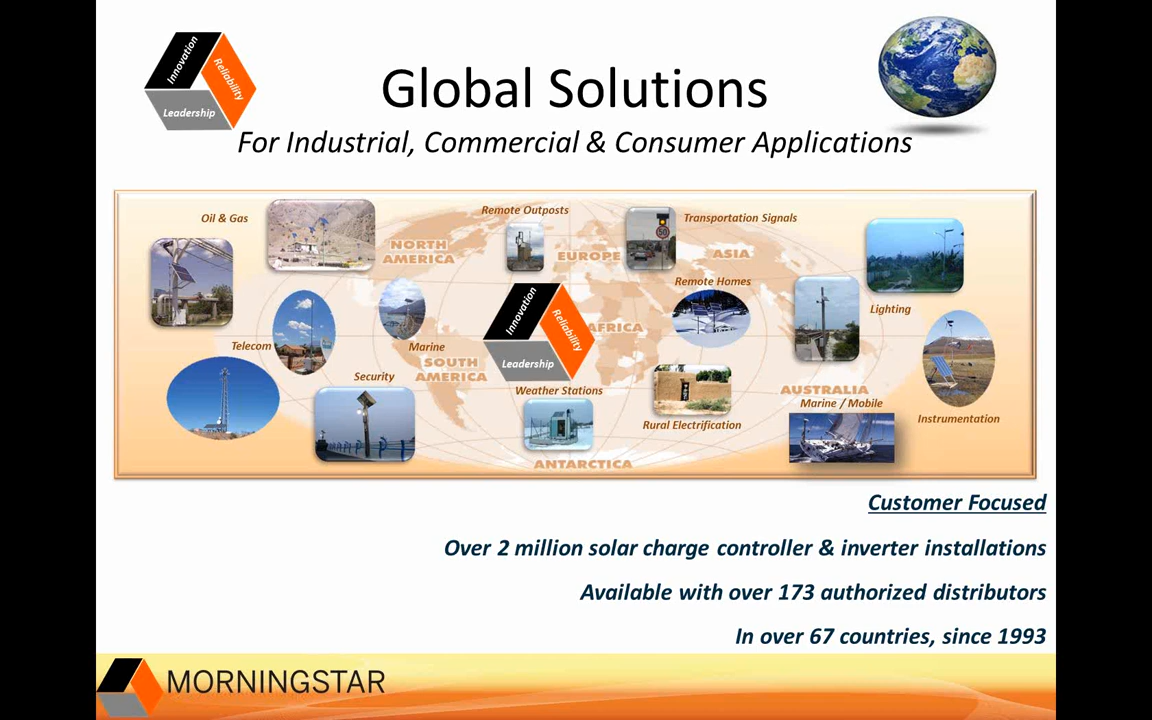 Innovation
Reliability
Leadership
Global Solutions
For Industrial, Commercial & Consumer Applications
Oil & Gas
Remote Outposts
Transportation Signals
NORTH AMERICA
EUROPE
ASIA
Remote Homes
Lighting
Innovation
Reliability
Leadership
50
AFRICA
Telecom
Marine
SOUTH AMERICA
Security
Weather Stations
AUSTRALIA
Marine / Mobile
Rural Electrification
Instrumentation
ANTARCTICA
Customer Focused
Over 2 million solar charge controller & inverter installations
Available with over 173 authorized distributors
In over 67 countries, since 1993
MORNINGSTAR